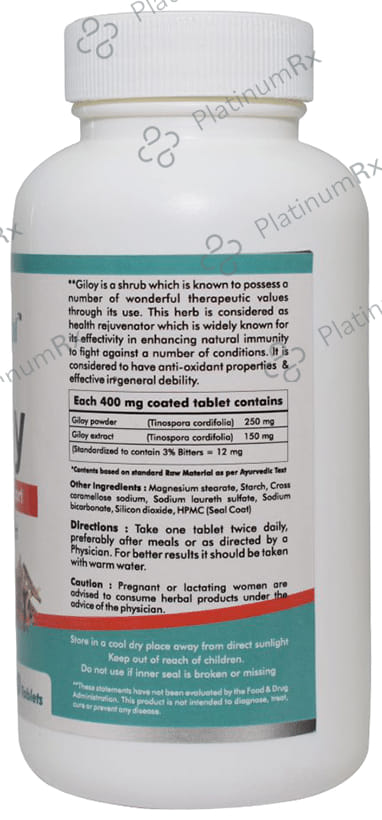 PlatinumRx
PlatinumRx
PlatinumRx
**Giloy is a shrub which is known to possess a
number of wonderful therapeutic values
through its use. This herb is considered as
health rejuvenator which is widely known for
its effectivity in enhancing natural immunity
to fight against a number of conditions. It is
considered to have anti-oxidant properties &
effective in general debility.
Each 400 mg coated tablet contains
Giloy powder (Tinospora cordifolia) 250 mg
Giloy extract (Tinospora cordifolia) 150 mg
(Standardized to contain 3% Bitters = 12 mg
*Contents based on standard Raw Material as per Ayurvedic Text
Other Ingredients : Magnesium stearate, Starch, Cross
caramellose sodium, Sodium laureth sulfate, Sodium
bicarbonate, Silicon dioxide, HPMC (Seal Coat)
Directions : Take one tablet twice daily,
preferably after meals or as directed by a
Physician. For better results it should be taken
with warm water.
Caution : Pregnant or lactating women are
advised to consume herbal products under the
advice of the physician.
Store in a cool dry place away from direct sunlight
Keep out of reach of children.
Do not use if inner seal is broken or missing
Tablets
**These statements have not been evaluated by the Food & Drug
Administration. This product is not intended to diagnose, treat,
cure or prevent any disease.